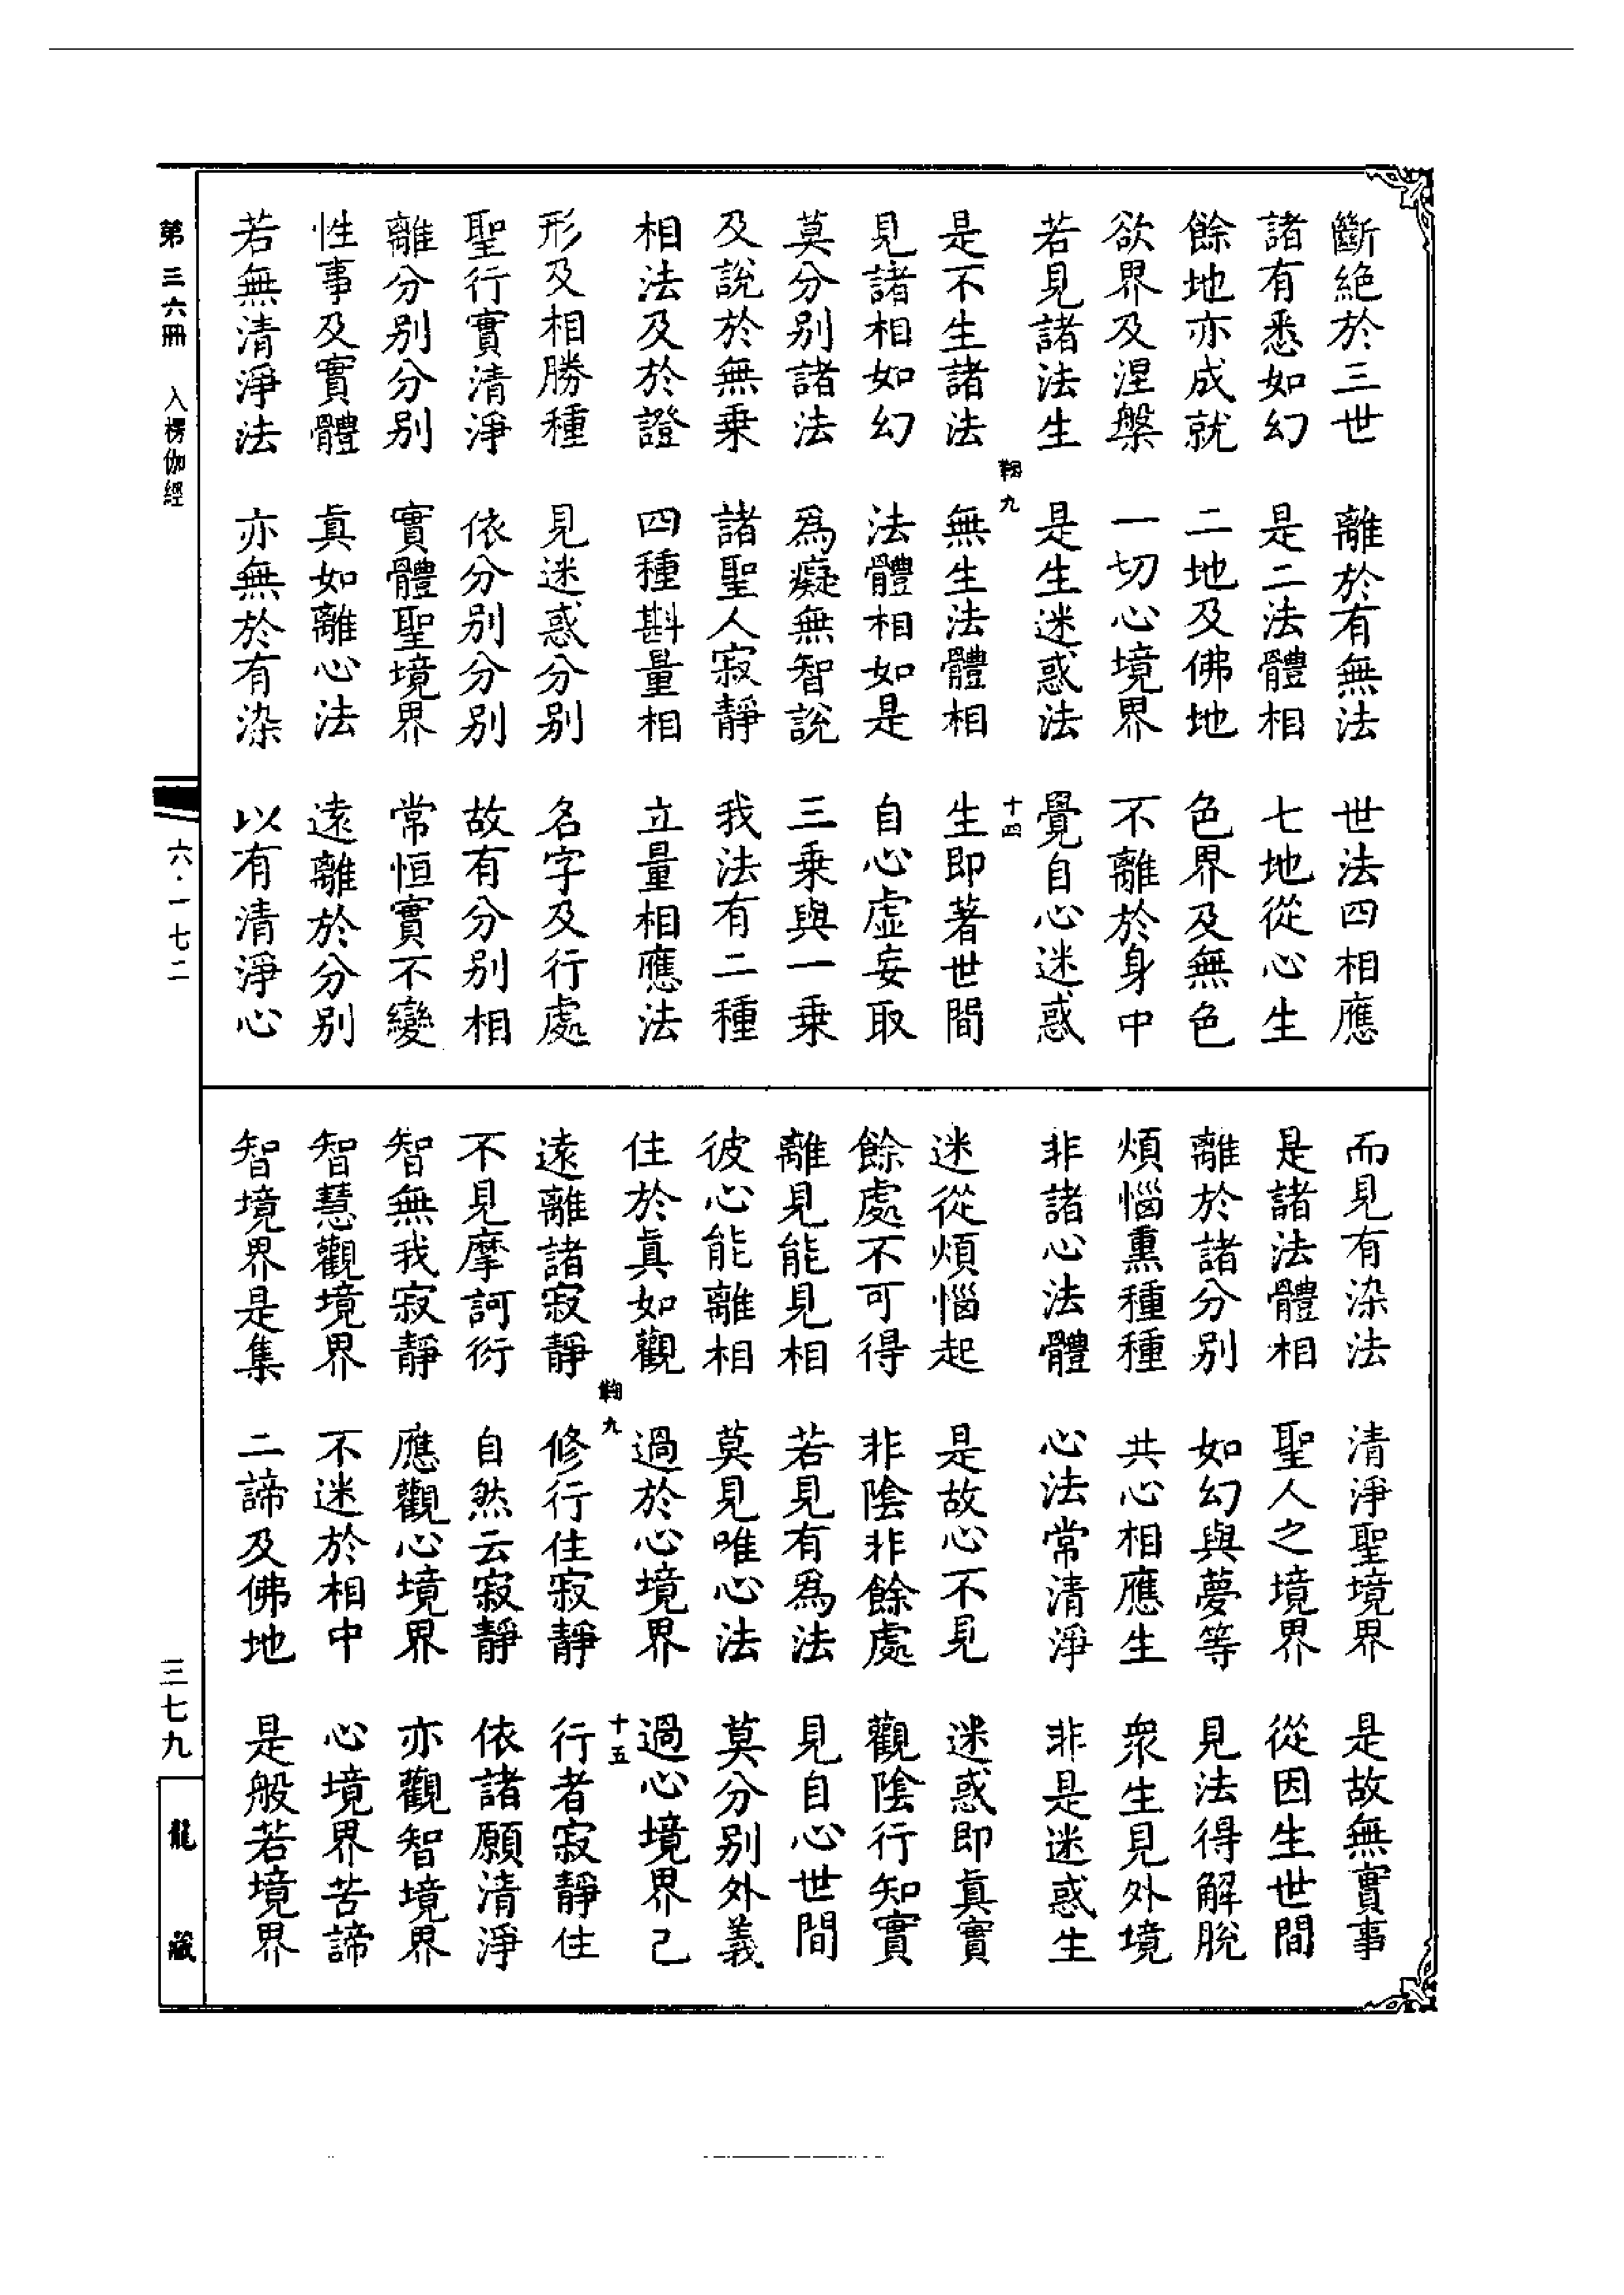 斷絕於三世　離於有無法　世法四相應
諸有悉如幻　是二法體相　七地從心生
餘地亦成就　二地及佛地　色界及無色
欲界及涅槃　一切心境界　不離於身中
若見諸法生　是生迷惑法　覺自心迷惑
九　十四
是不生諸法　無生法體相　生即著世間
見諸相如幻　法體相如是　自心虛妄取
莫分別諸法　為癡無智說　三乗與一乗
及說於無乗　諸聖人寂靜　我法有二種
相法及於證　四種斟量相　立量相應法
形及相勝種　見迷惑分別　名字及行處
聖行實清淨　依分別分別　故有分別相
離分別分別　實體聖境界　常恒實不變
性事及實體　真如離心法　遠離於分別
若無清淨法　亦無於有染　以有清淨心
而見有染法　清淨聖境界　是故無實事
是諸法體相　聖人之境界　從因生世間
離於諸分別　如幻與夢等　見法得解脫
煩惱熏種種　共心相應生　衆生見外境
非諸心法體　心法常清淨　非是迷惑生
迷從煩惱起　是故心不見　迷惑即真實
餘處不可得　非陰非餘處　觀陰行知實
離見能見相　若見有為法　見自心世間
彼心能離相　莫見唯心法　莫分別外義
住於真如觀　過於心境界　過心境界己
九　十五
遠離諸寂靜　修行住寂靜　行者寂靜住
不見摩訶衍　自然云寂靜　依諸願清淨
智無我寂靜　應觀心境界　亦觀智境界
智慧觀境界　不迷於相中　心境界苦諦
智境界是集　二諦及佛地　是般若境界
第三六冊　入楞伽經　六·一七二　三七九　龍藏